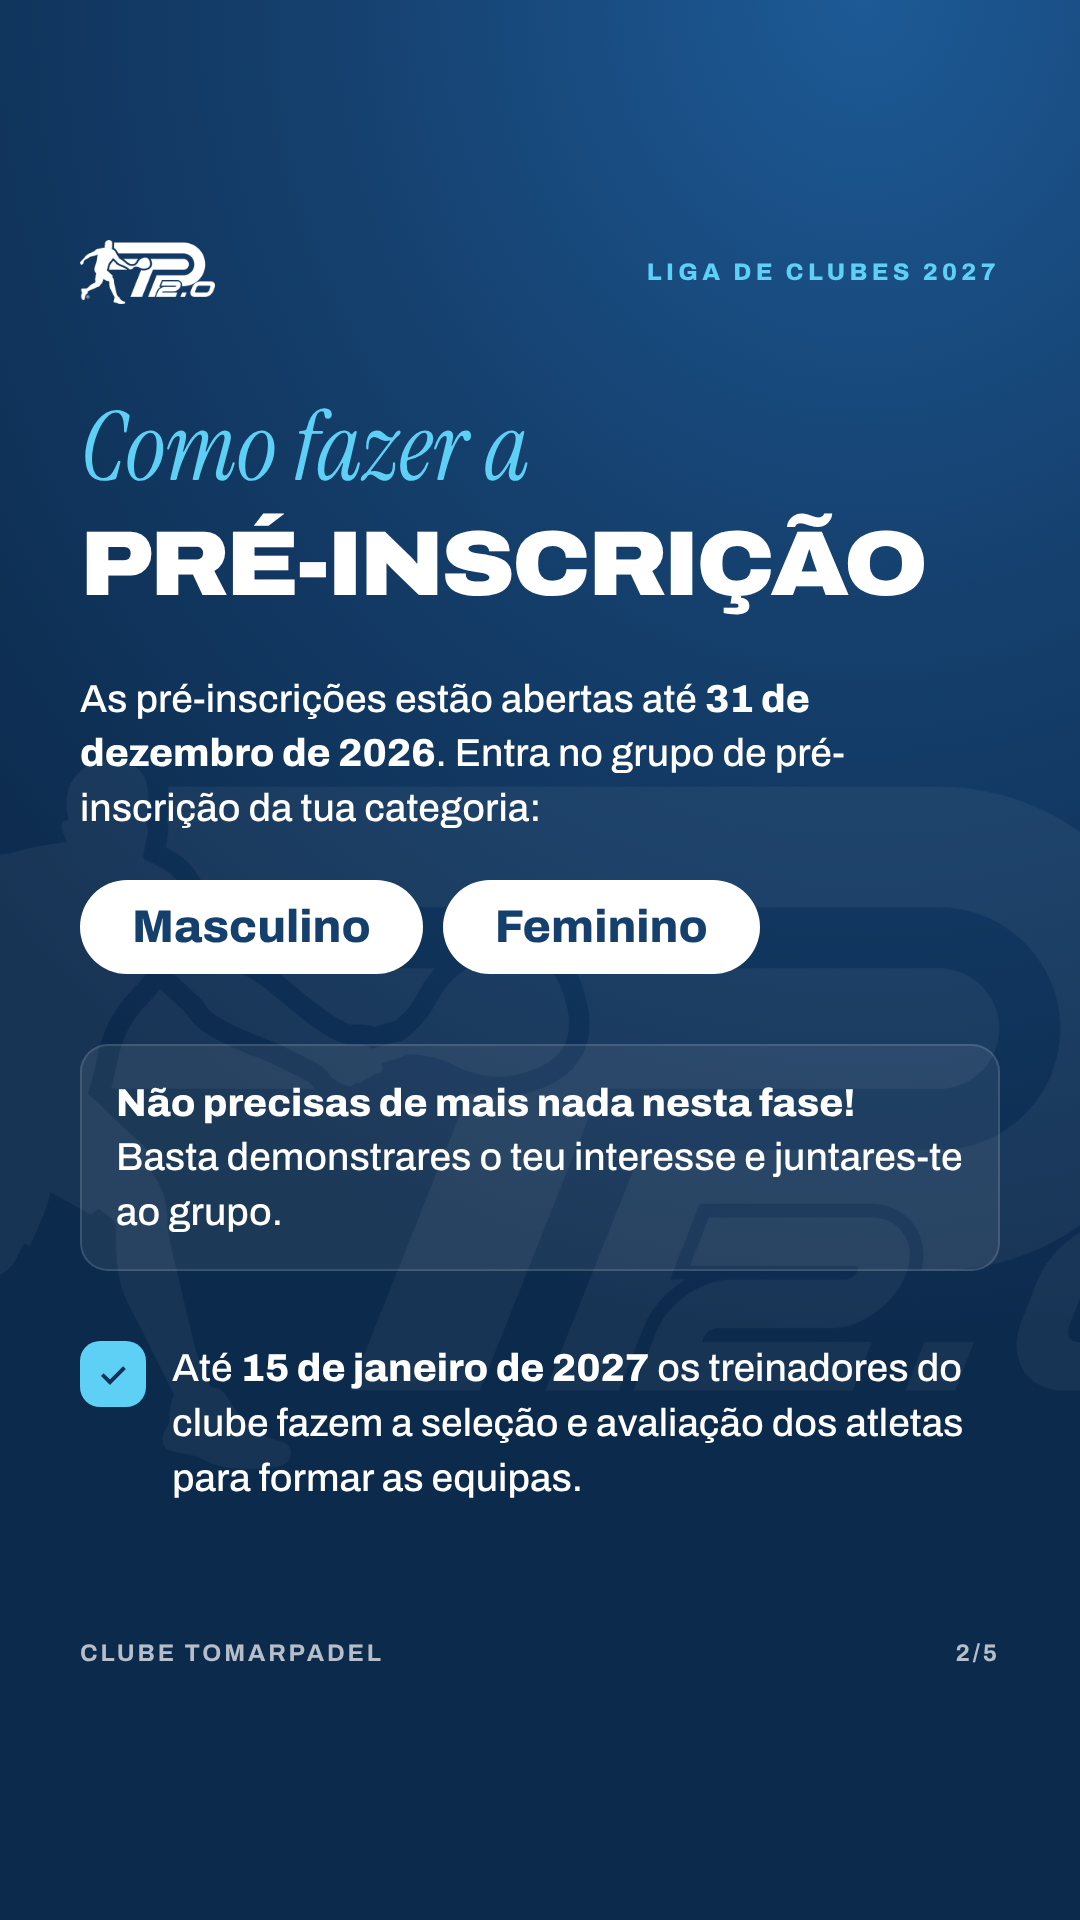 TP2.0
LIGA DE CLUBES 2027
Como fazer a
PRÉ-INSCRIÇÃO
As pré-inscrições estão abertas até 31 de
dezembro de 2026. Entra no grupo de pré-
inscrição da tua categoria:
Masculino
Feminino
Não precisas de mais nada nesta fase!
Basta demonstrares o teu interesse e juntares-te
ao grupo.
Até 15 de janeiro de 2027 os treinadores do
clube fazem a seleção e avaliação dos atletas
para formar as equipas.
CLUBE TOMARPADEL
2/5